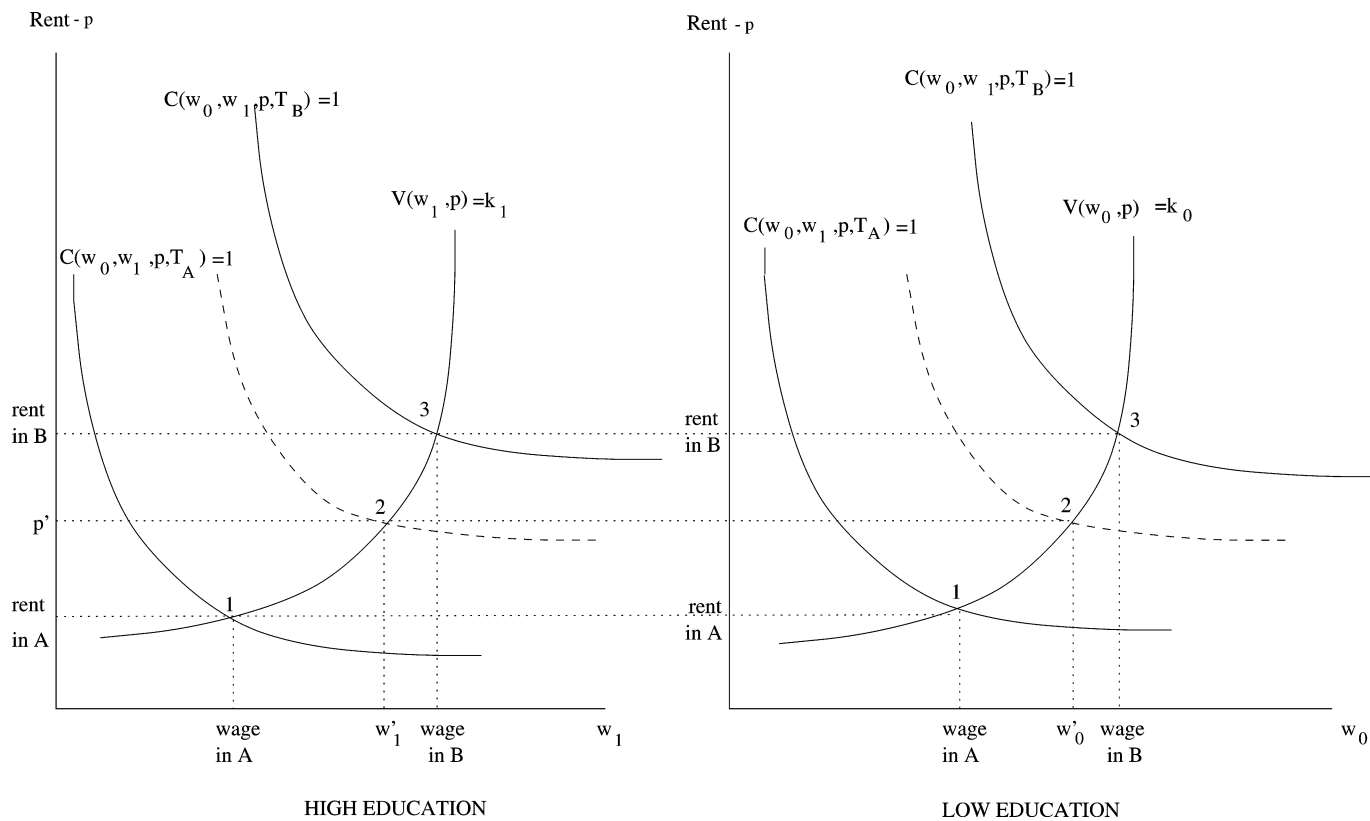 Rent - p
C(w0,w1,p,TB) =1
V(w1,p)=k1
C(w0,w1,p,TA) =1
rent
in B
3
p'
2
rent
in A
1
wage
in A
w'1
wage
in B
w1
HIGH EDUCATION
Rent - p
C(w0,w1,p,TB)=1
V(w0,p) =k0
C(w0,w1,p,TA) =1
rent
in B
3
2
rent
in A
1
wage
in A
w'0
wage
in B
w0
LOW EDUCATION